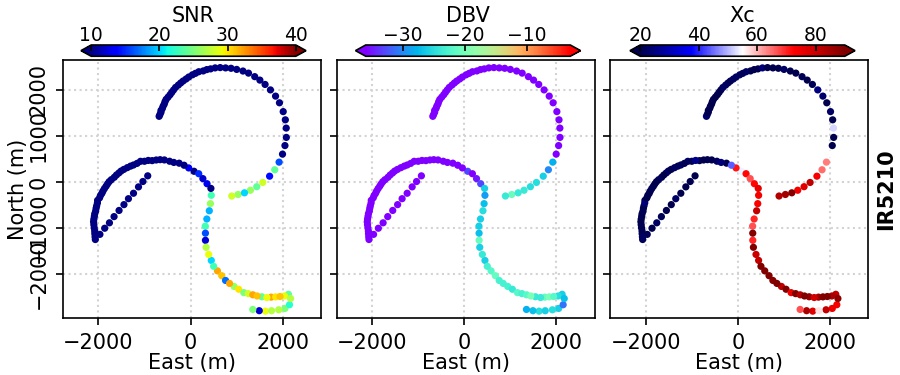 SNR DBV Xc
10 20 30 40 −30 −20 −10 20 40 60 80
North (m)
2000
1000
0
−1000
−2000
IR5210
−2000 0 2000 −2000 0 2000 −2000 0 2000
East (m) East (m) East (m)